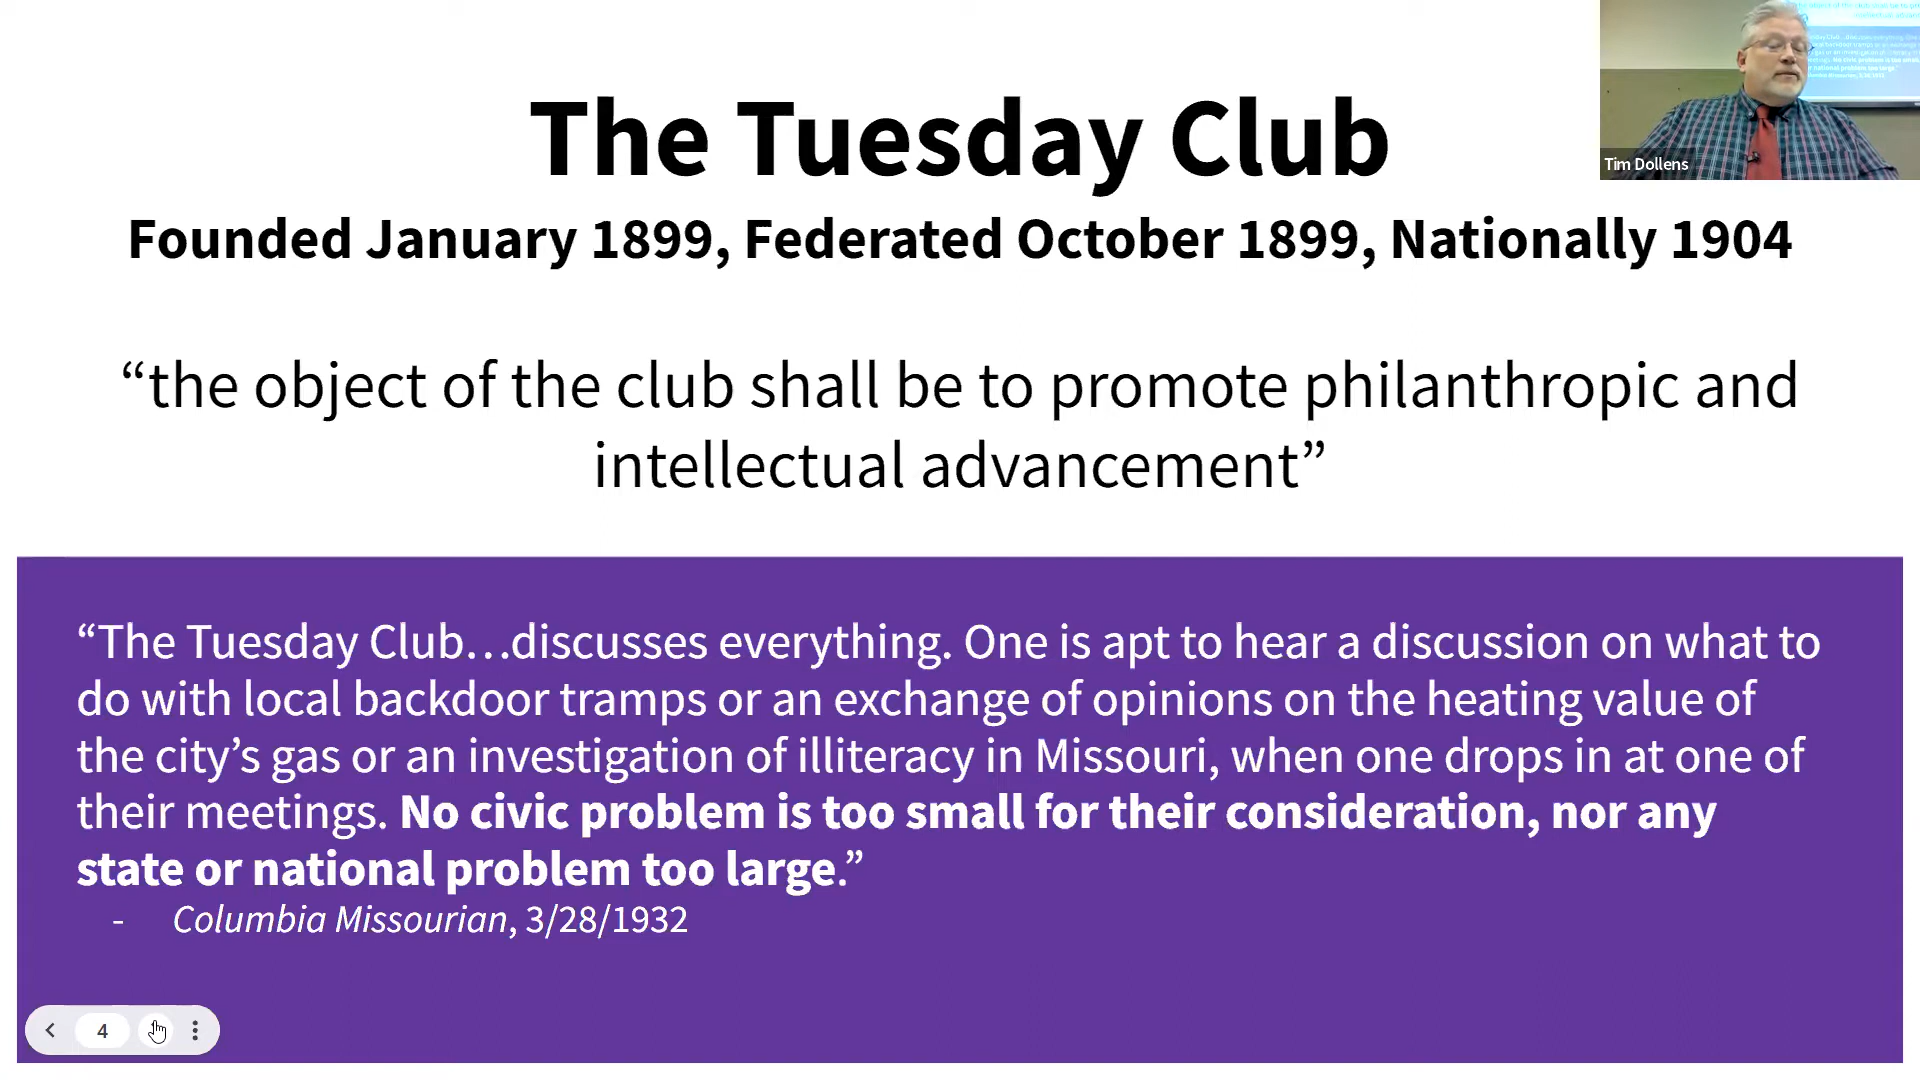 The Tuesday Club
Founded January 1899, Federated October 1899, Nationally 1904
“the object of the club shall be to promote philanthropic and
intellectual advancement”
“The Tuesday Club…discusses everything. One is apt to hear a discussion on what to
do with local backdoor tramps or an exchange of opinions on the heating value of
the city’s gas or an investigation of illiteracy in Missouri, when one drops in at one of
their meetings. No civic problem is too small for their consideration, nor any
state or national problem too large.”
- Columbia Missourian, 3/28/1932
Tim Dollens
4